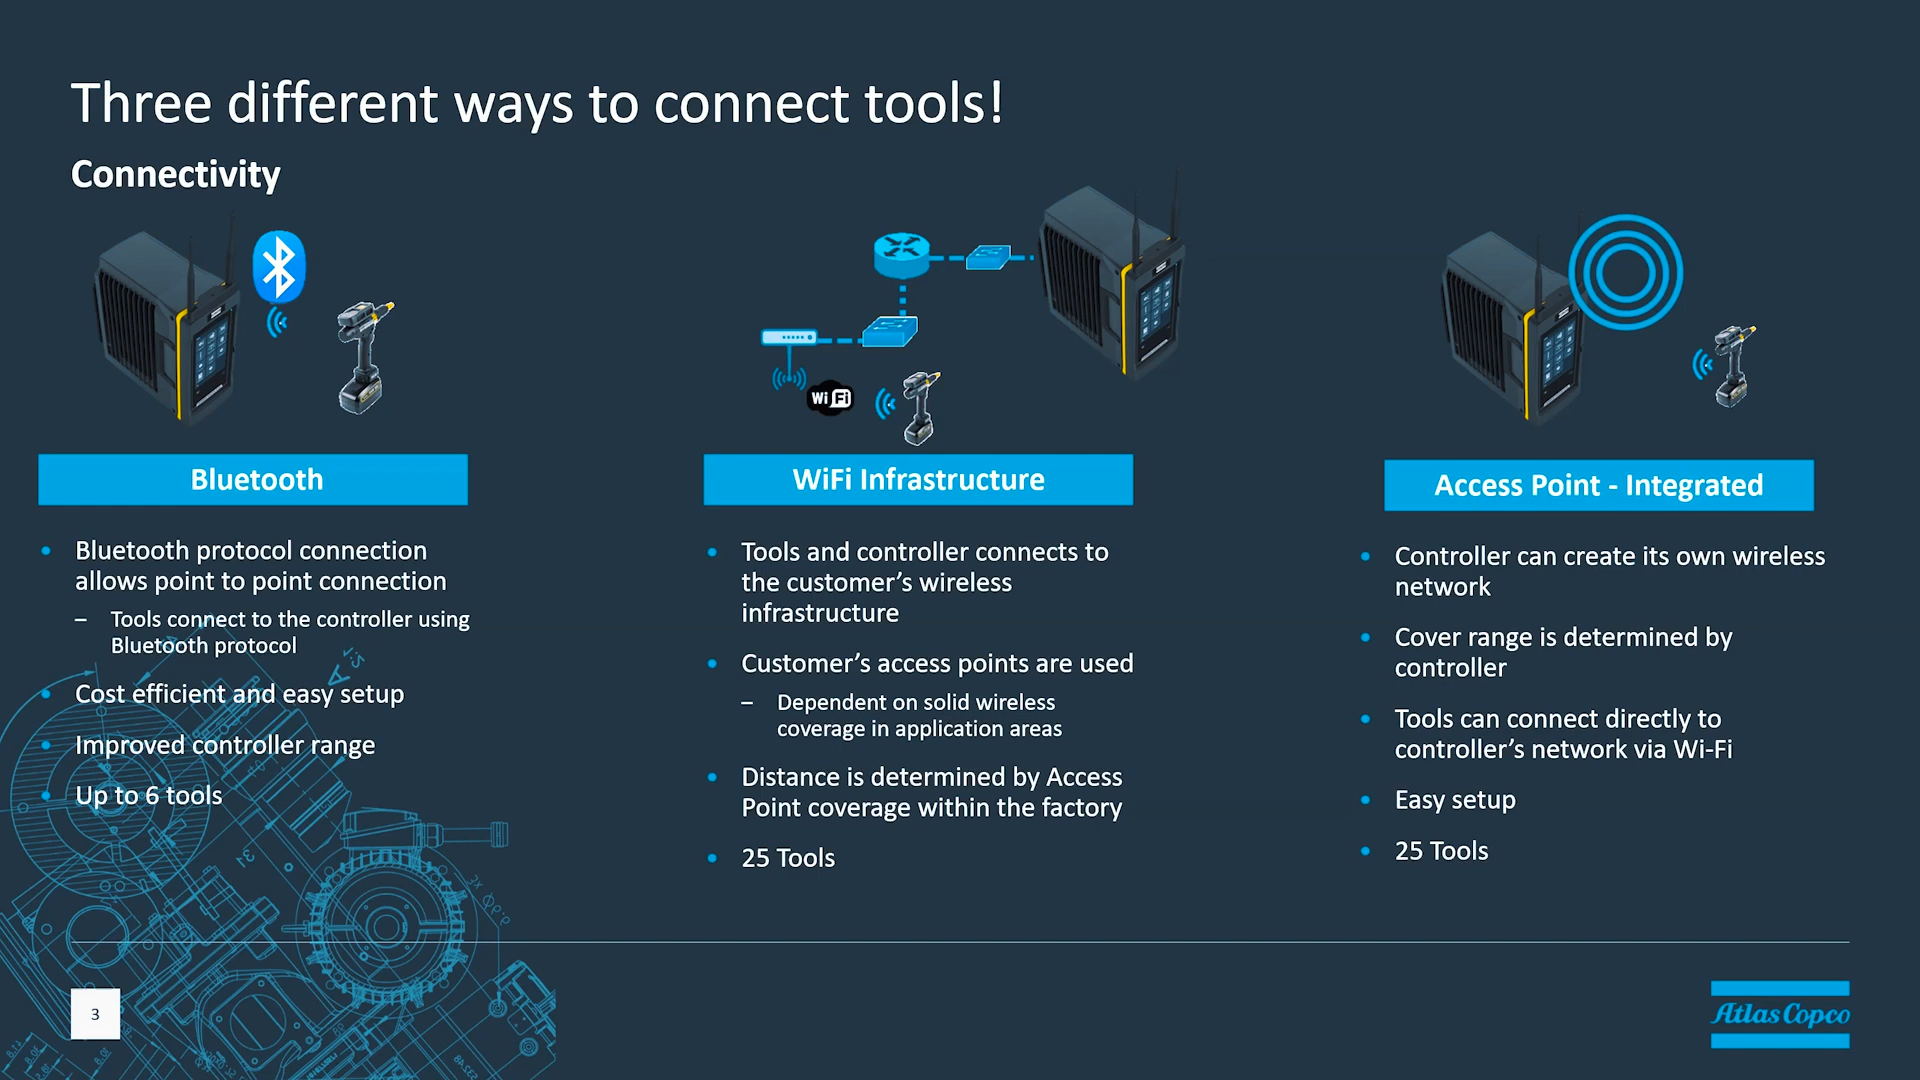 Three different ways to connect tools!
Connectivity
WiFi
Bluetooth
Bluetooth protocol connection
allows point to point connection
– Tools connect to the controller using
Bluetooth protocol
Cost efficient and easy setup
Improved controller range
Up to 6 tools
WiFi Infrastructure
Tools and controller connects to
the customer's wireless
infrastructure
Customer's access points are used
– Dependent on solid wireless
coverage in application areas
Distance is determined by Access
Point coverage within the factory
25 Tools
Access Point - Integrated
Controller can create its own wireless
network
Cover range is determined by
controller
Tools can connect directly to
controller's network via Wi-Fi
Easy setup
25 Tools
3
Atlas Copco